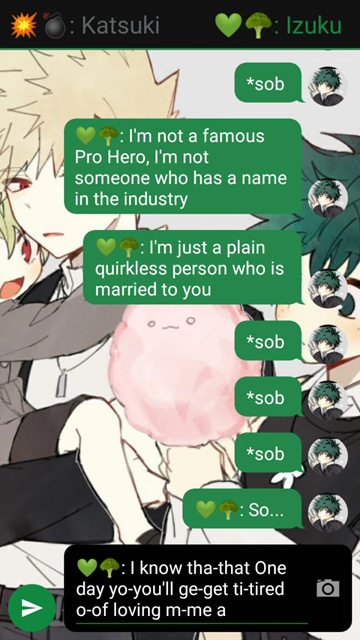 💥💣: Katsuki 💚🥦: Izuku
*sob
💚🥦: I'm not a famous
Pro Hero, I'm not
someone who has a name
in the industry
💚🥦: I'm just a plain
quirkless person who is
married to you
*sob
*sob
*sob
💚🥦: So...
💚🥦: I know tha-that One
day yo-you'll ge-get ti-tired
o-of loving m-me a